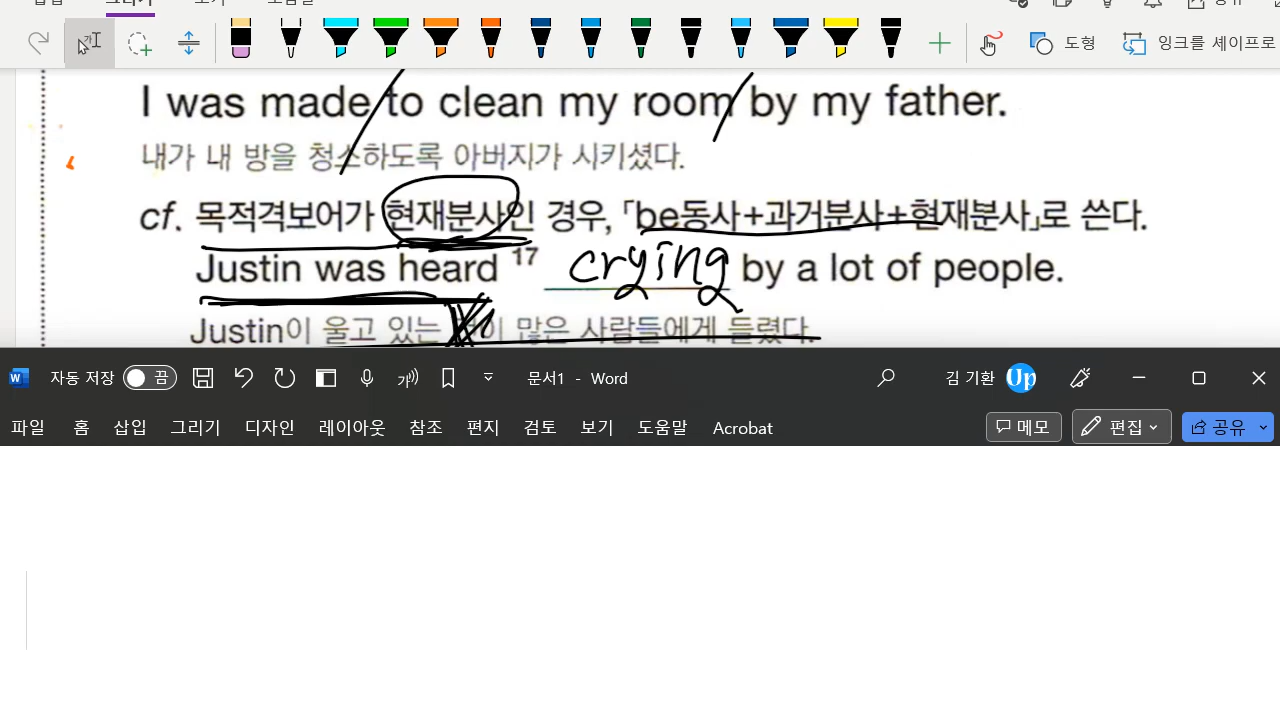 도형
잉크를 셰이프로
I was made to clean my room by my father.
내가 내 방을 청소하도록 아버지가 시키셨다.
cf. 목적격보어가 현재분사인 경우, 「be동사+과거분사+현재분사」로 쓴다.
Justin was heard 17 crying by a lot of people.
Justin이 울고 있는 이 많은 사람들에게 들렸다.
자동 저장 끔 가 문서1 - Word 김 기환 Up
파일 홈 삽입 그리기 디자인 레이아웃 참조 편지 검토 보기 도움말 Acrobat 메모 편집 공유